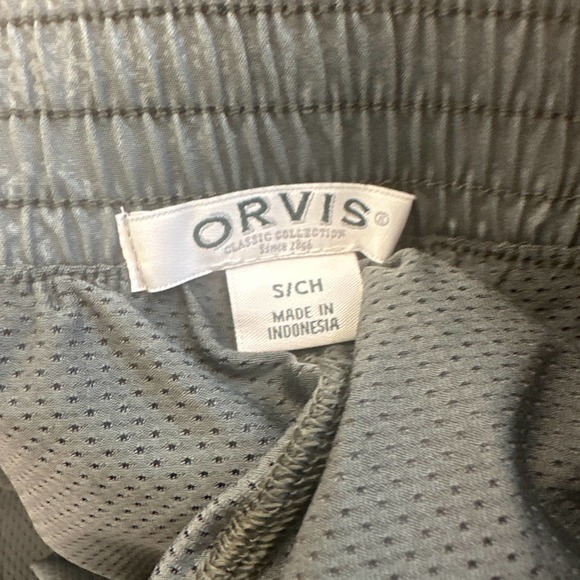 ORVIS®
CLASSIC COLLECTION
Since 1856
S/CH
MADE IN
INDONESIA